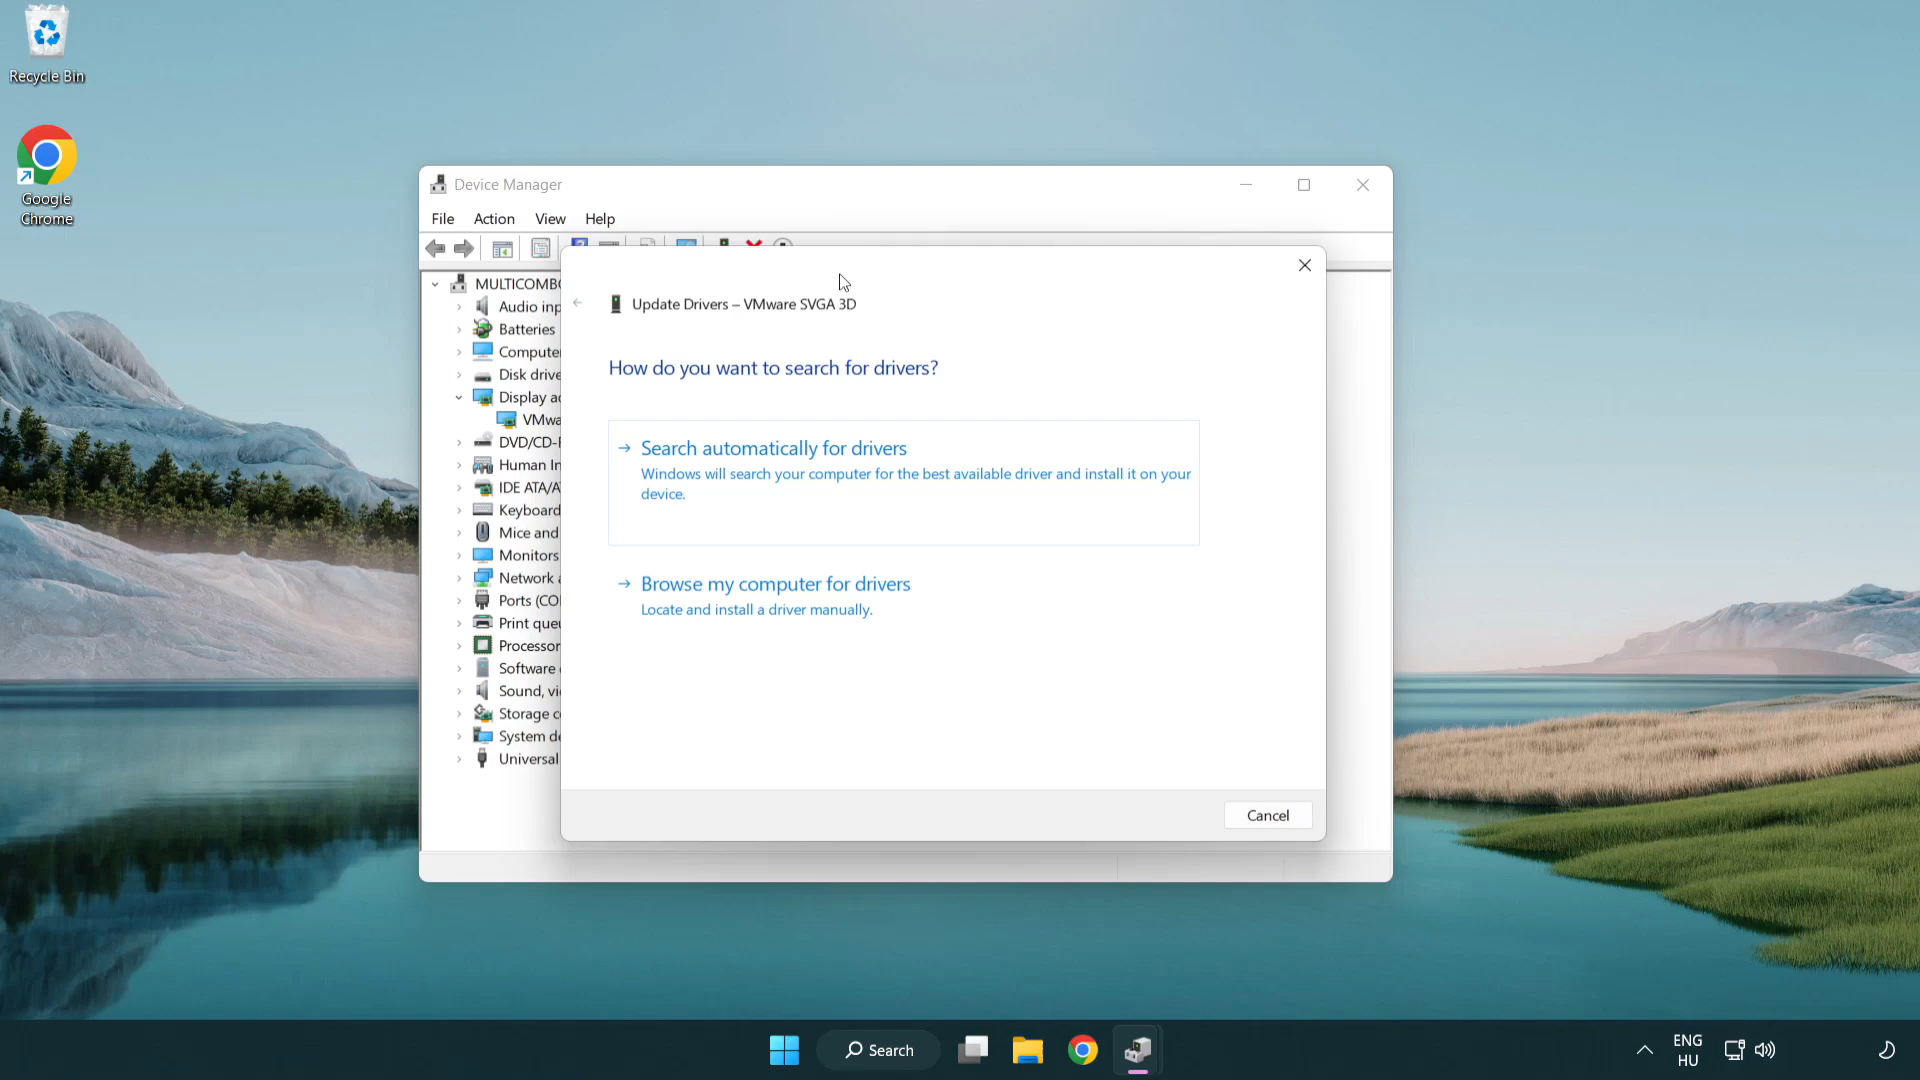 Recycle Bin
Google
Chrome
Device Manager
File Action View Help
MULTICOMBO
Audio inp
Batteries
Compute
Disk drive
Display a
VMwa
DVD/CD-
Human In
IDE ATA/A
Keyboard
Mice and
Monitors
Network
Ports (CO
Print que
Processor
Software
Sound, vi
Storage c
System de
Universal
Update Drivers – VMware SVGA 3D
How do you want to search for drivers?
Search automatically for drivers
Windows will search your computer for the best available driver and install it on your
device.
Browse my computer for drivers
Locate and install a driver manually.
Cancel
Search
ENG
HU